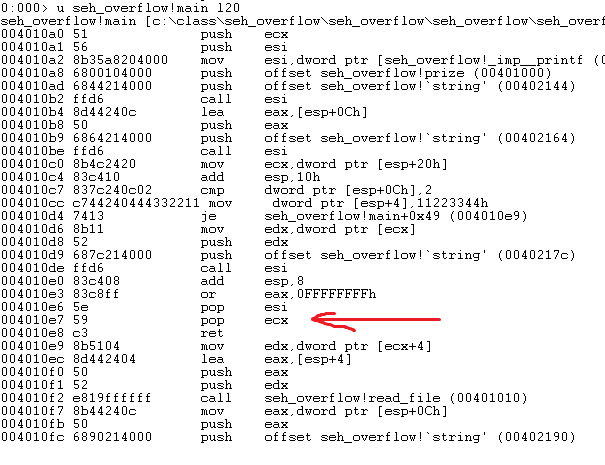 0:000> u seh_overflow!main l20
seh_overflow!main [c:\class\seh_overflow\seh_overflow\seh_overflow\seh_over
004010a0 51 push ecx
004010a1 56 push esi
004010a2 8b35a8204000 mov esi,dword ptr [seh_overflow!_imp__printf (0
004010a8 6800104000 push offset seh_overflow!prize (00401000)
004010ad 6844214000 push offset seh_overflow!`string' (00402144)
004010b2 ffd6 call esi
004010b4 8d44240c lea eax,[esp+0Ch]
004010b8 50 push eax
004010b9 6864214000 push offset seh_overflow!`string' (00402164)
004010be ffd6 call esi
004010c0 8b4c2420 mov ecx,dword ptr [esp+20h]
004010c4 83c410 add esp,10h
004010c7 837c240c02 cmp dword ptr [esp+0Ch],2
004010cc c744240444332211 mov dword ptr [esp+4],11223344h
004010d4 7413 je seh_overflow!main+0x49 (004010e9)
004010d6 8b11 mov edx,dword ptr [ecx]
004010d8 52 push edx
004010d9 687c214000 push offset seh_overflow!`string' (0040217c)
004010de ffd6 call esi
004010e0 83c408 add esp,8
004010e3 83c8ff or eax,0FFFFFFFFh
004010e6 5e pop esi
004010e7 59 pop ecx
004010e8 c3 ret
004010e9 8b5104 mov edx,dword ptr [ecx+4]
004010ec 8d442404 lea eax,[esp+4]
004010f0 50 push eax
004010f1 52 push edx
004010f2 e819ffffff call seh_overflow!read_file (00401010)
004010f7 8b44240c mov eax,dword ptr [esp+0Ch]
004010fb 50 push eax
004010fc 6890214000 push offset seh_overflow!`string' (00402190)